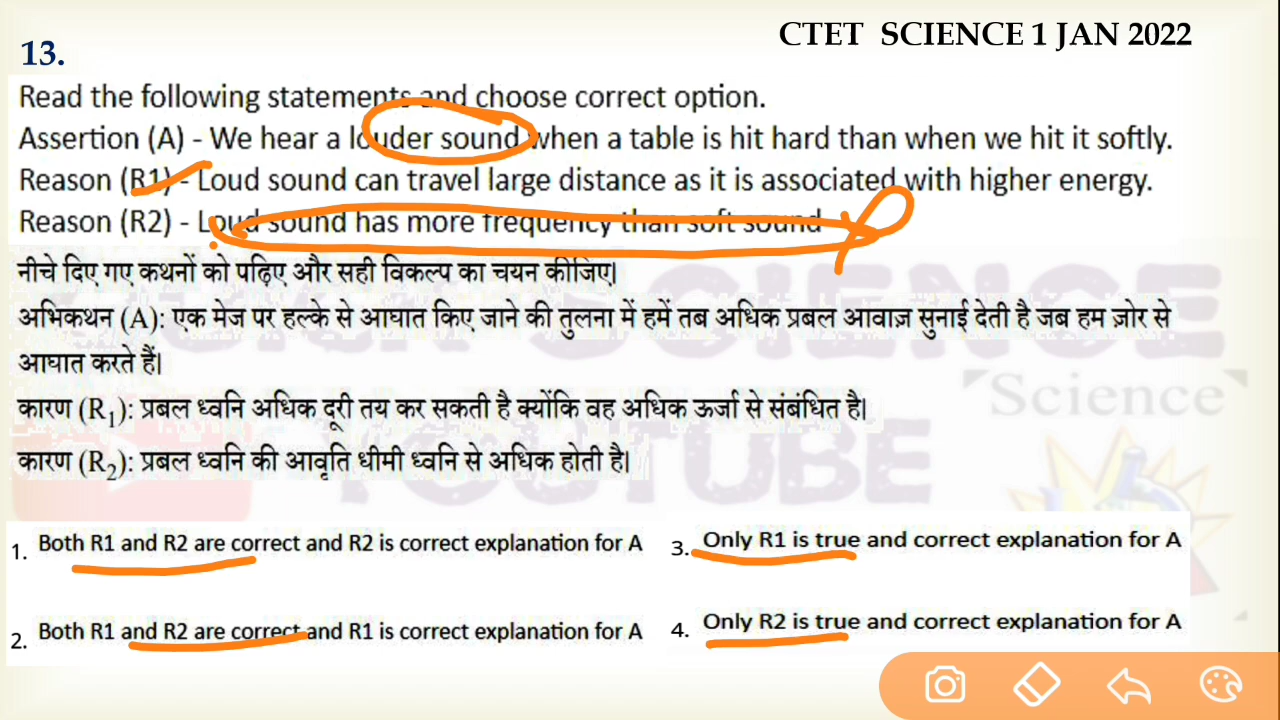 CTET SCIENCE 1 JAN 2022
13.
Read the following statements and choose correct option.
Assertion (A) - We hear a louder sound when a table is hit hard than when we hit it softly.
Reason (R1) - Loud sound can travel large distance as it is associated with higher energy.
Reason (R2) - Loud sound has more frequency than soft sound
नीचे दिए गए कथनों को पढ़िए और सही विकल्प का चयन कीजिए।
अभिकथन (A): एक मेज पर हल्के से आघात किए जाने की तुलना में हमें तब अधिक प्रबल आवाज़ सुनाई देती है जब हम ज़ोर से
आघात करते हैं।
कारण (R₁): प्रबल ध्वनि अधिक दूरी तय कर सकती है क्योंकि वह अधिक ऊर्जा से संबंधित है।
कारण (R₂): प्रबल ध्वनि की आवृति धीमी ध्वनि से अधिक होती है।
SCIENCE
Science
YOUTUBE
1. Both R1 and R2 are correct and R2 is correct explanation for A
2. Both R1 and R2 are correct and R1 is correct explanation for A
3. Only R1 is true and correct explanation for A
4. Only R2 is true and correct explanation for A